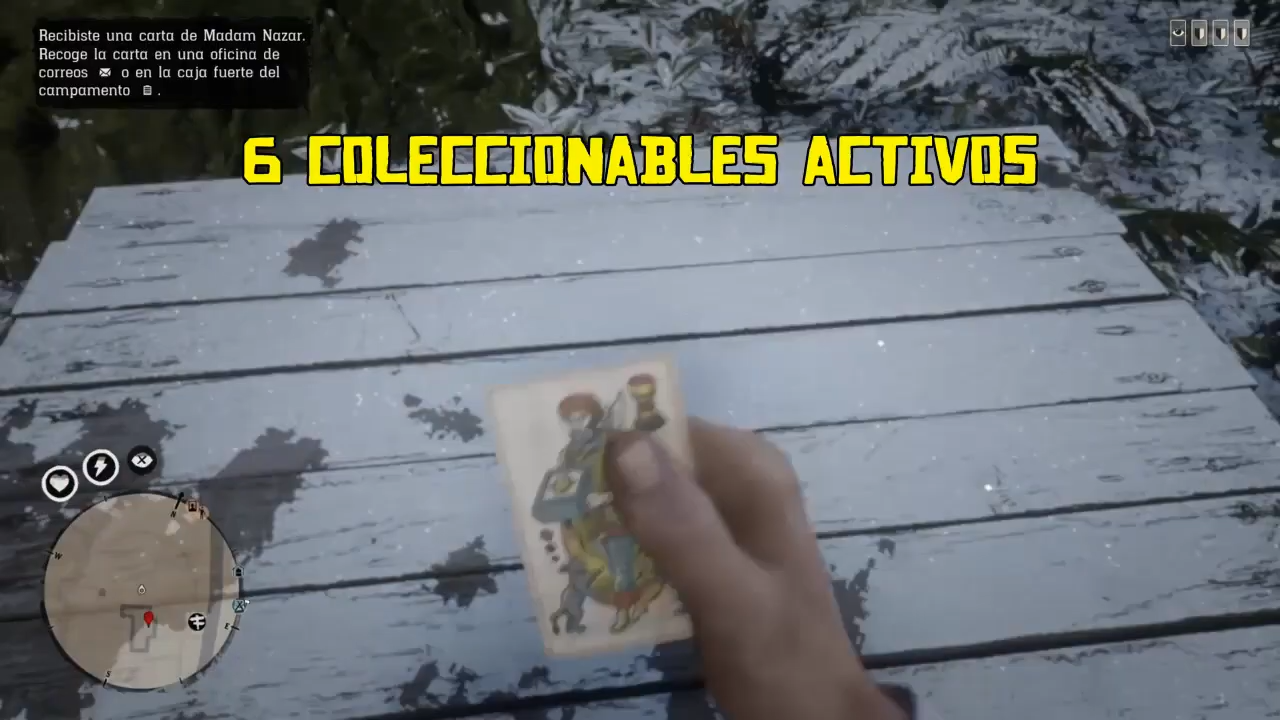 Recibiste una carta de Madam Nazar.
Recoge la carta en una oficina de
correos o en la caja fuerte del
campamento .
6 COLECCIONABLES ACTIVOS
N
W
E
S